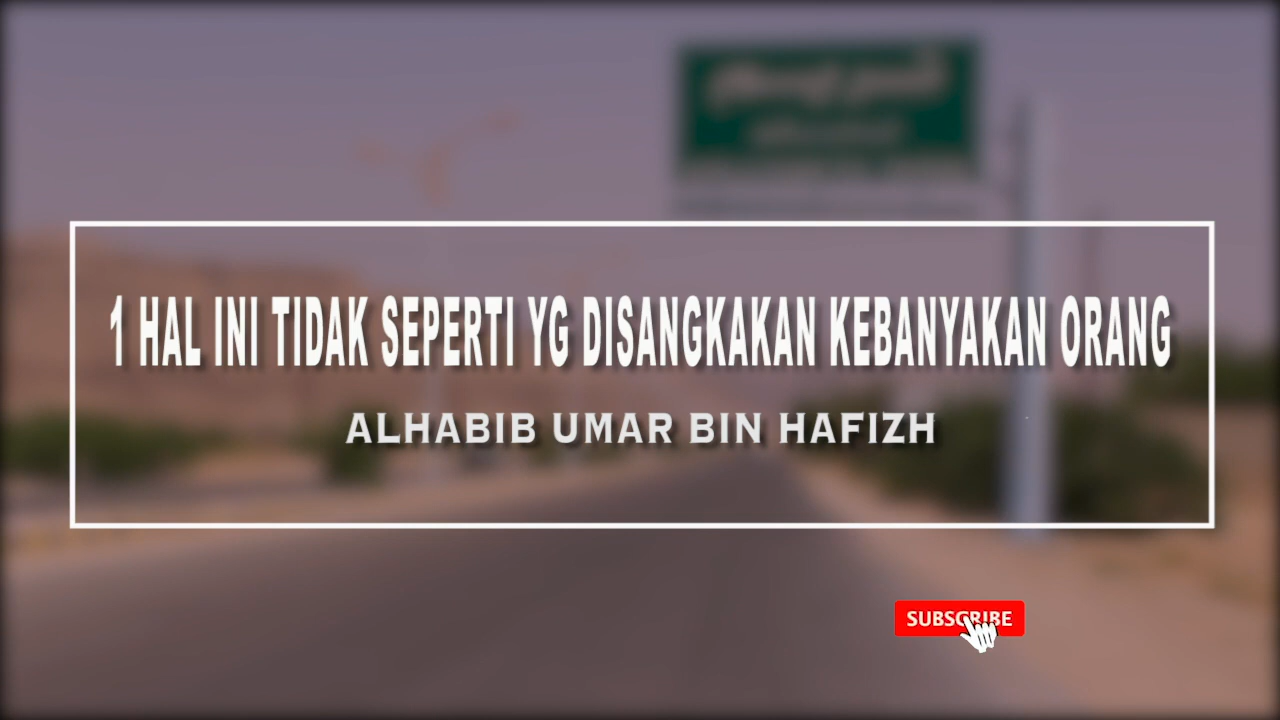 1 HAL INI TIDAK SEPERTI YG DISANGKAKAN KEBANYAKAN ORANG
ALHABIB UMAR BIN HAFIZH
SUBSCRIBE